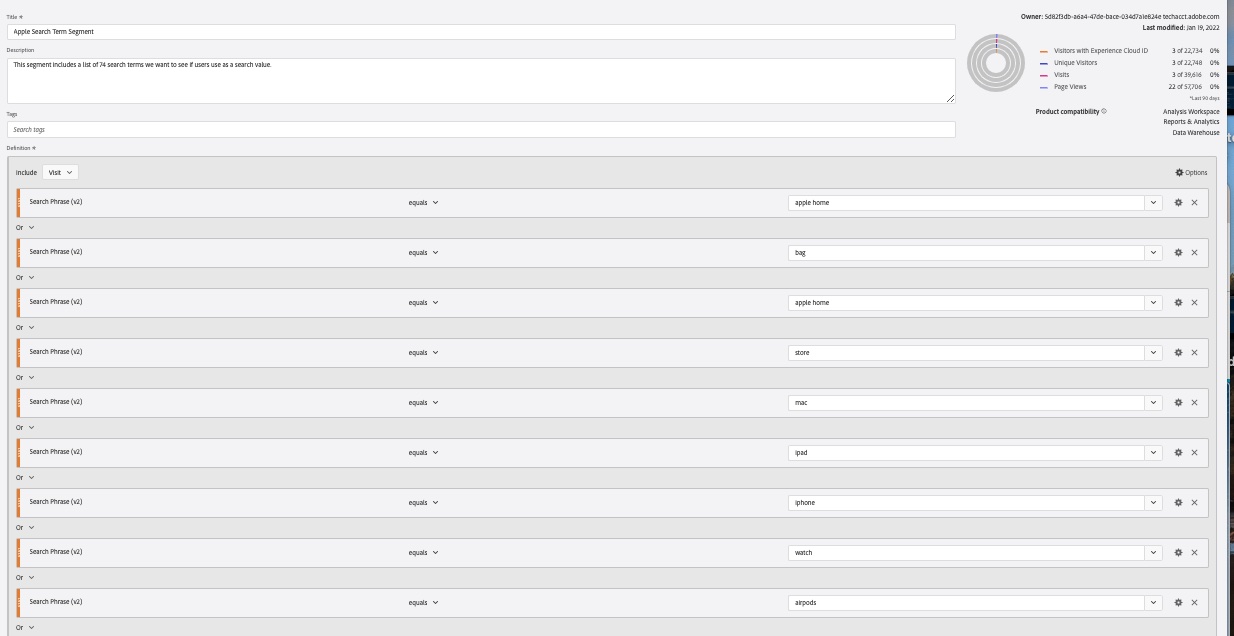 Title *
Apple Search Term Segment
Description
This segment includes a list of 74 search terms we want to see if users use as a search value.
Tags
Search tags
Owner: 5d82f3db-a6a4-47de-bace-034d7a1e824e techacct.adobe.com
Last modified: Jan 19, 2022
Visitors with Experience Cloud ID 3 of 22,734 0%
Unique Visitors 3 of 22,748 0%
Visits 3 of 39,616 0%
Page Views 22 of 57,706 0%
*Last 90 days
Product compatibility Analysis Workspace
Reports & Analytics
Data Warehouse
Definition *
Include Visit Options
Search Phrase (v2) equals apple home
Or
Search Phrase (v2) equals bag
Or
Search Phrase (v2) equals apple home
Or
Search Phrase (v2) equals store
Or
Search Phrase (v2) equals mac
Or
Search Phrase (v2) equals ipad
Or
Search Phrase (v2) equals iphone
Or
Search Phrase (v2) equals watch
Or
Search Phrase (v2) equals airpods
Or